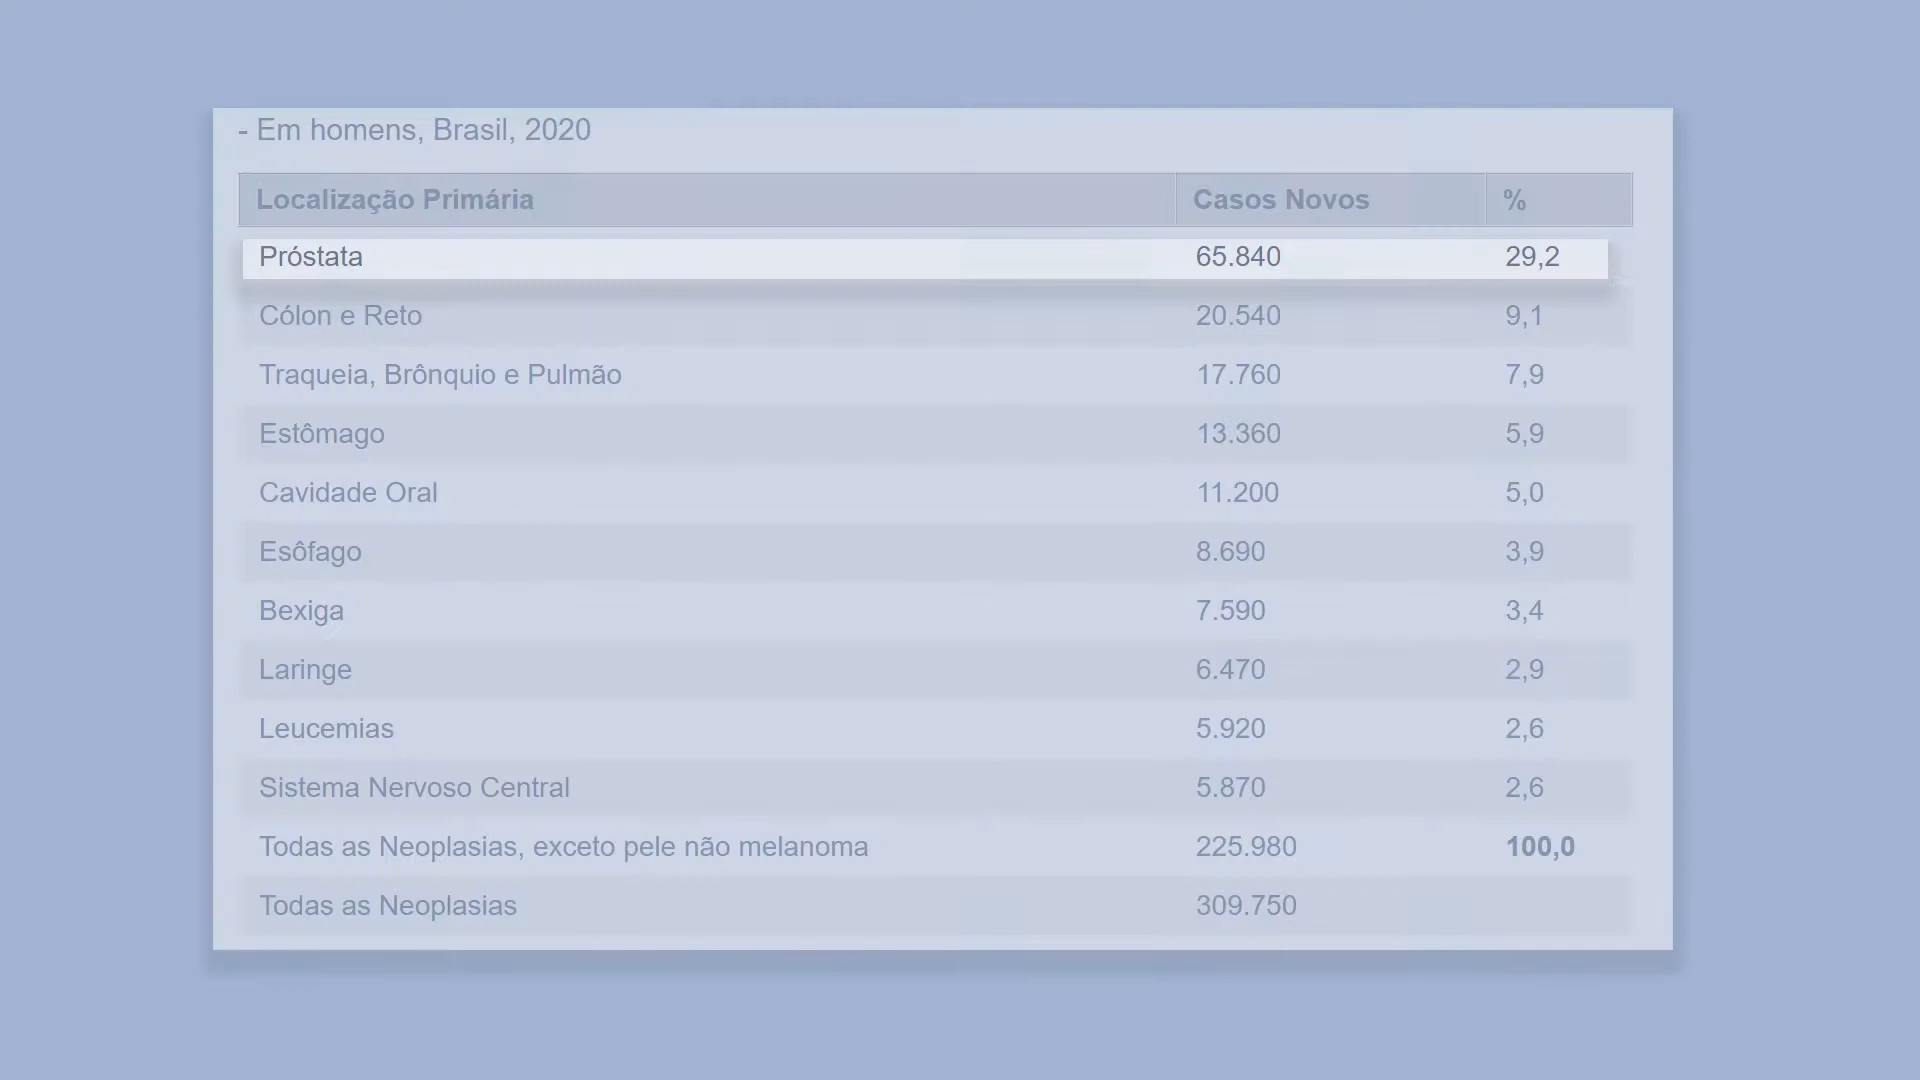 - Em homens, Brasil, 2020
Localização Primária Casos Novos %
Próstata 65.840 29,2
Cólon e Reto 20.540 9,1
Traqueia, Brônquio e Pulmão 17.760 7,9
Estômago 13.360 5,9
Cavidade Oral 11.200 5,0
Esôfago 8.690 3,9
Bexiga 7.590 3,4
Laringe 6.470 2,9
Leucemias 5.920 2,6
Sistema Nervoso Central 5.870 2,6
Todas as Neoplasias, exceto pele não melanoma 225.980 100,0
Todas as Neoplasias 309.750